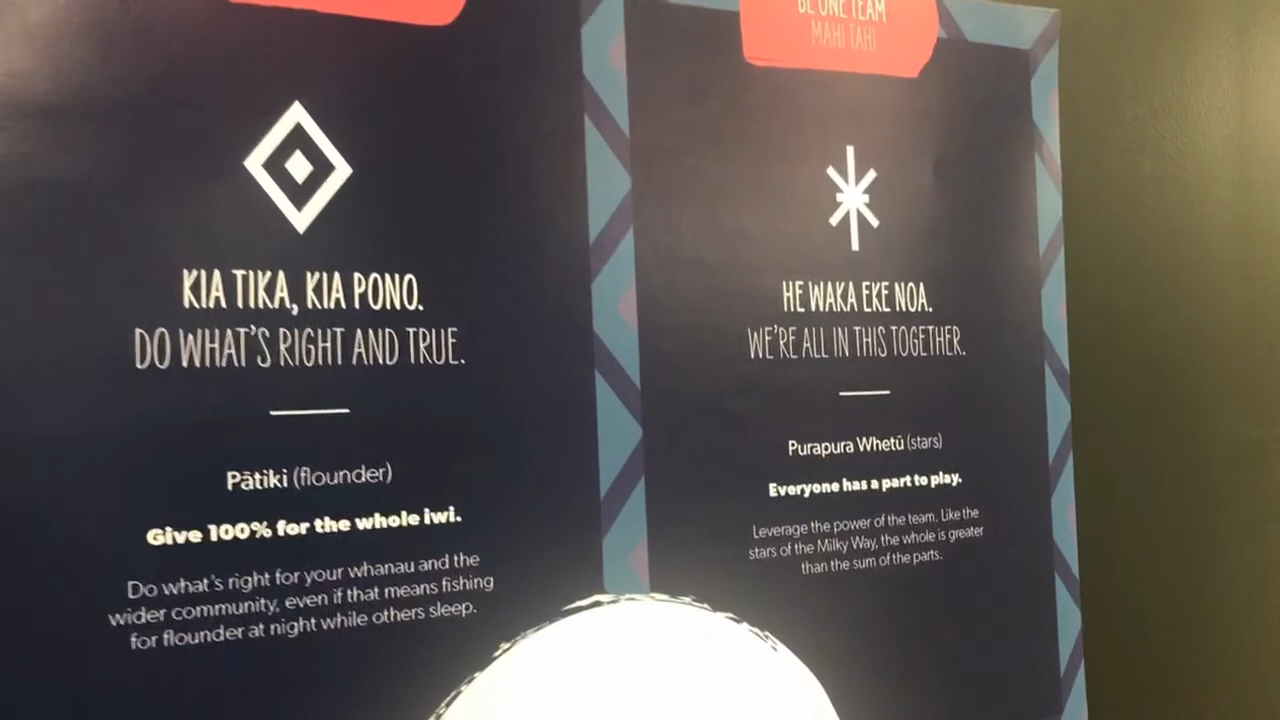 KIA TIKA, KIA PONO.
DO WHAT'S RIGHT AND TRUE.
Pātiki (flounder)
Give 100% for the whole iwi.
Do what's right for your whanau and the
wider community, even if that means fishing
for flounder at night while others sleep.
BE ONE TEAM
MAHI TAHI
HE WAKA EKE NOA.
WE'RE ALL IN THIS TOGETHER.
Purapura Whetū (stars)
Everyone has a part to play.
Leverage the power of the team. Like the
stars of the Milky Way, the whole is greater
than the sum of the parts.